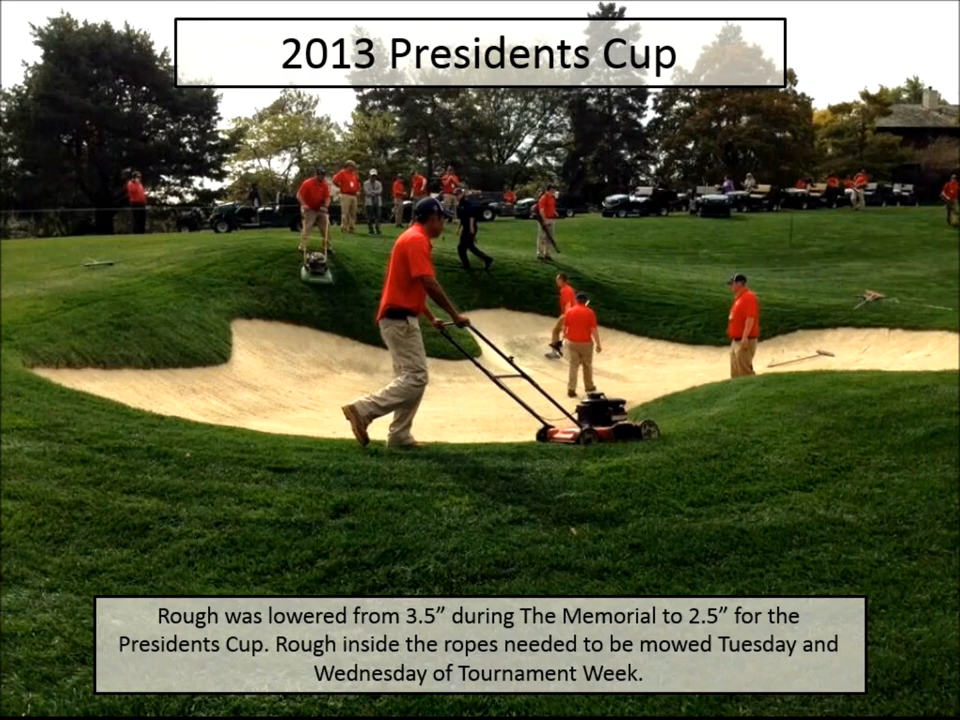 2013 Presidents Cup
Rough was lowered from 3.5” during The Memorial to 2.5” for the
Presidents Cup. Rough inside the ropes needed to be mowed Tuesday and
Wednesday of Tournament Week.